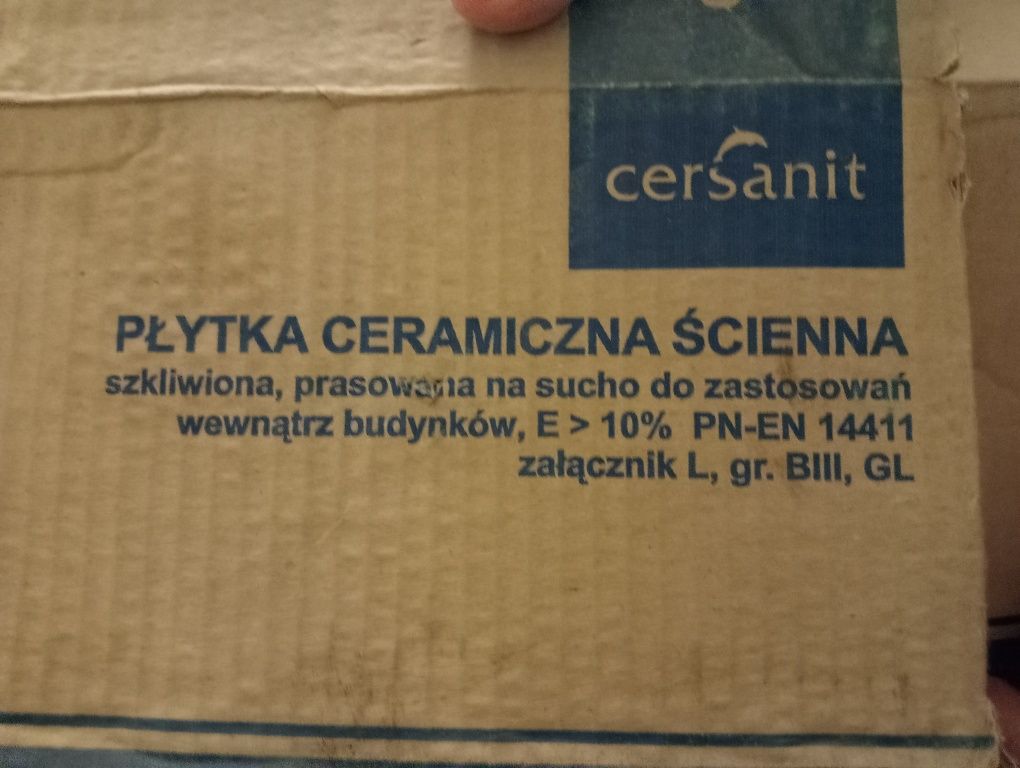 cersanit
PŁYTKA CERAMICZNA ŚCIENNA
szkliwiona, prasowana na sucho do zastosowań
wewnątrz budynków, E > 10% PN-EN 14411
załącznik L, gr. BIII, GL